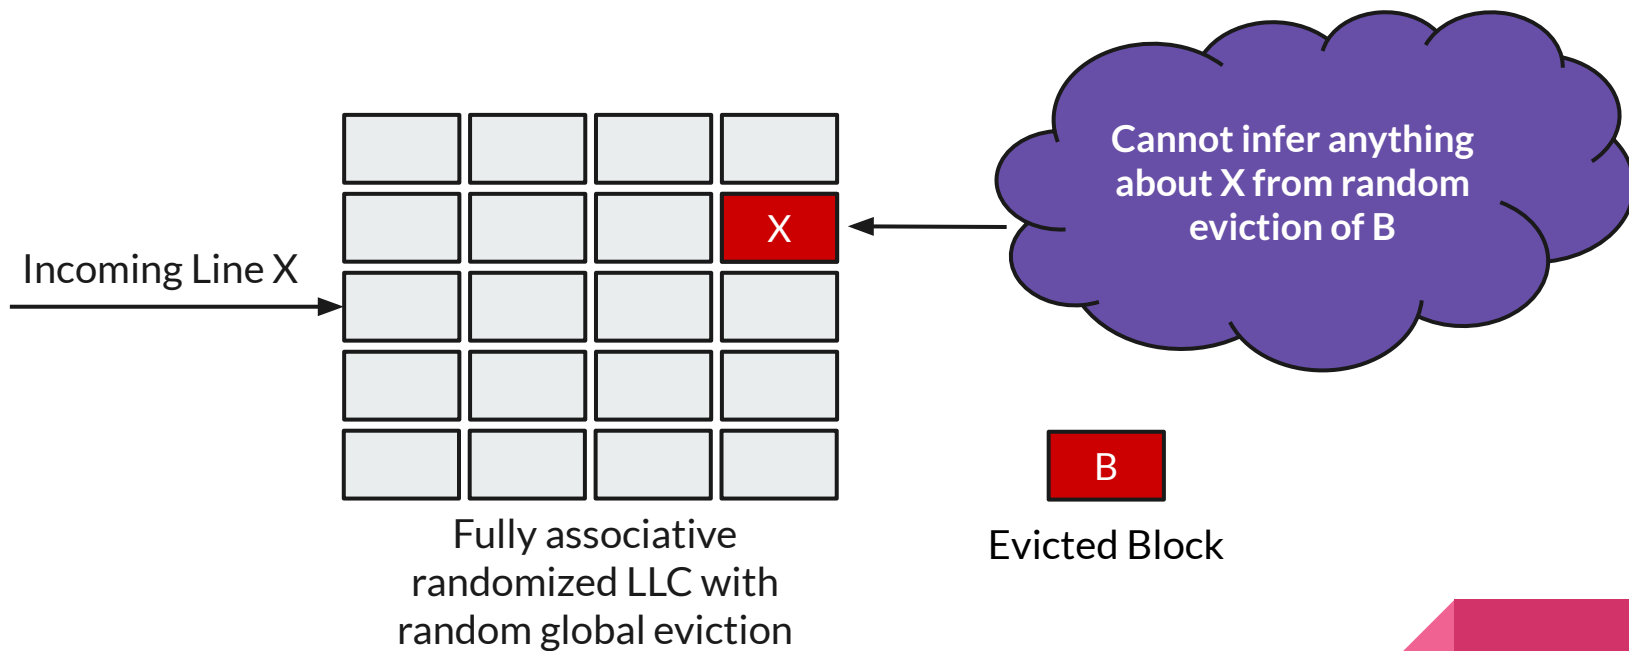 Cannot infer anything
about X from random
eviction of B
X
Incoming Line X
B
Fully associative
randomized LLC with
random global eviction
Evicted Block